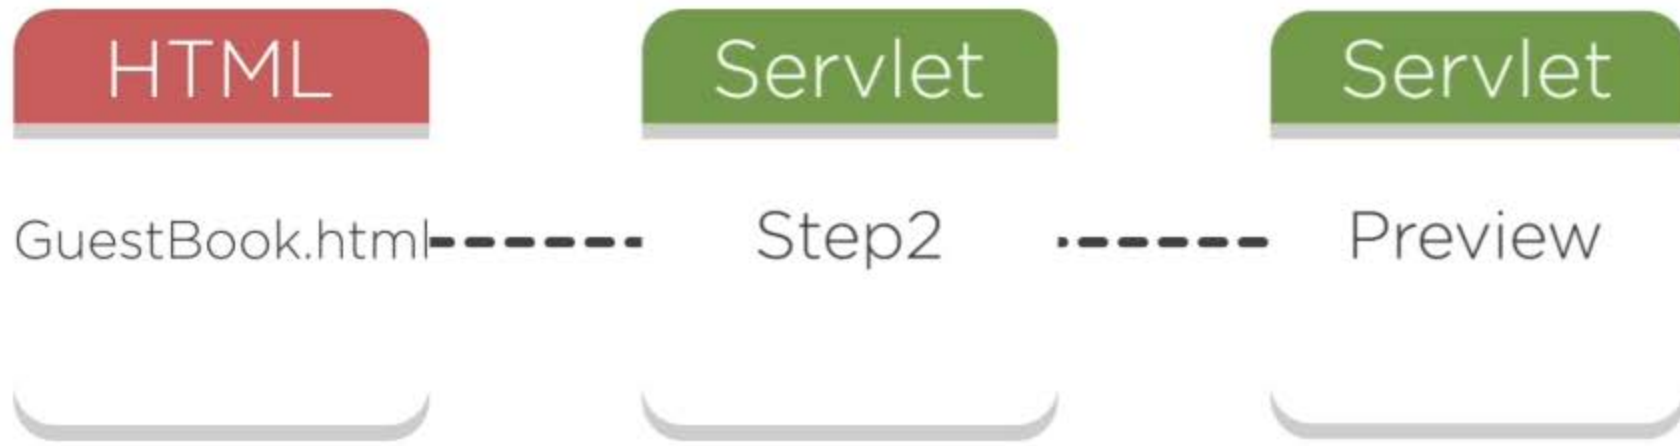 HTML
GuestBook.html
Servlet
Step2
Servlet
Preview